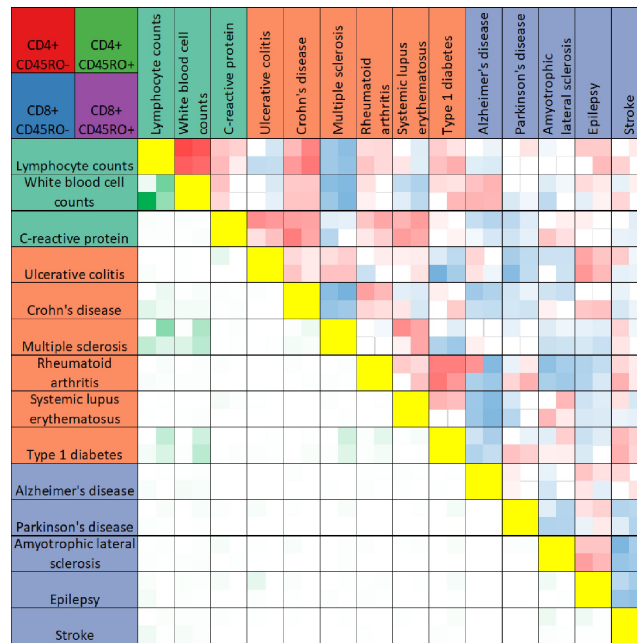 CD4+ CD4+
CD45RO- CD45RO+
CD8+ CD8+
CD45RO- CD45RO+
Lymphocyte counts
White blood cell
counts
C-reactive protein
Ulcerative colitis
Crohn's disease
Multiple sclerosis
Rheumatoid
arthritis
Systemic lupus
erythematosus
Type 1 diabetes
Alzheimer's disease
Parkinson's disease
Amyotrophic
lateral sclerosis
Epilepsy
Stroke
Lymphocyte counts
White blood cell
counts
C-reactive protein
Ulcerative colitis
Crohn's disease
Multiple sclerosis
Rheumatoid
arthritis
Systemic lupus
erythematosus
Type 1 diabetes
Alzheimer's disease
Parkinson's disease
Amyotrophic lateral
sclerosis
Epilepsy
Stroke